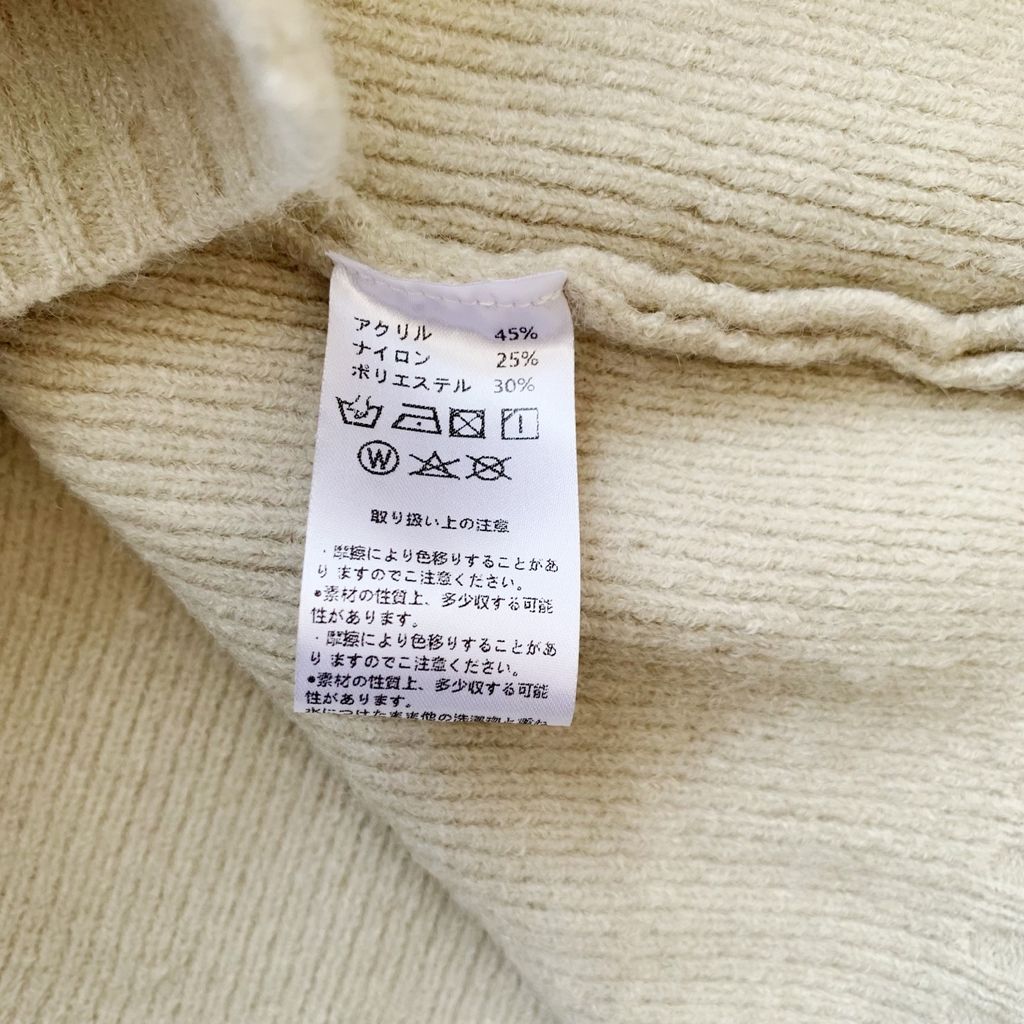 アクリル 45%
ナイロン 25%
ポリエステル 30%
W
取り扱い上の注意
・摩擦により色移りすることがあ
り ますのでご注意ください。
●素材の性質上、多少収する可能
性があります。
・摩擦により色移りすることがあ
り ますのでご注意ください。
●素材の性質上、多少収する可能
性があります。